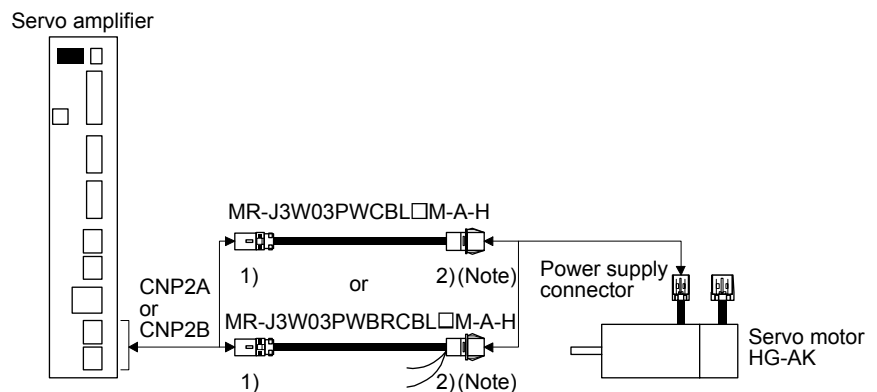 Servo amplifier
MR-J3W03PWCBL□M-A-H
1)
2)(Note)
or
CNP2A
or
CNP2B
MR-J3W03PWBRCBL□M-A-H
1)
2)(Note)
Power supply
connector
Servo motor
HG-AK